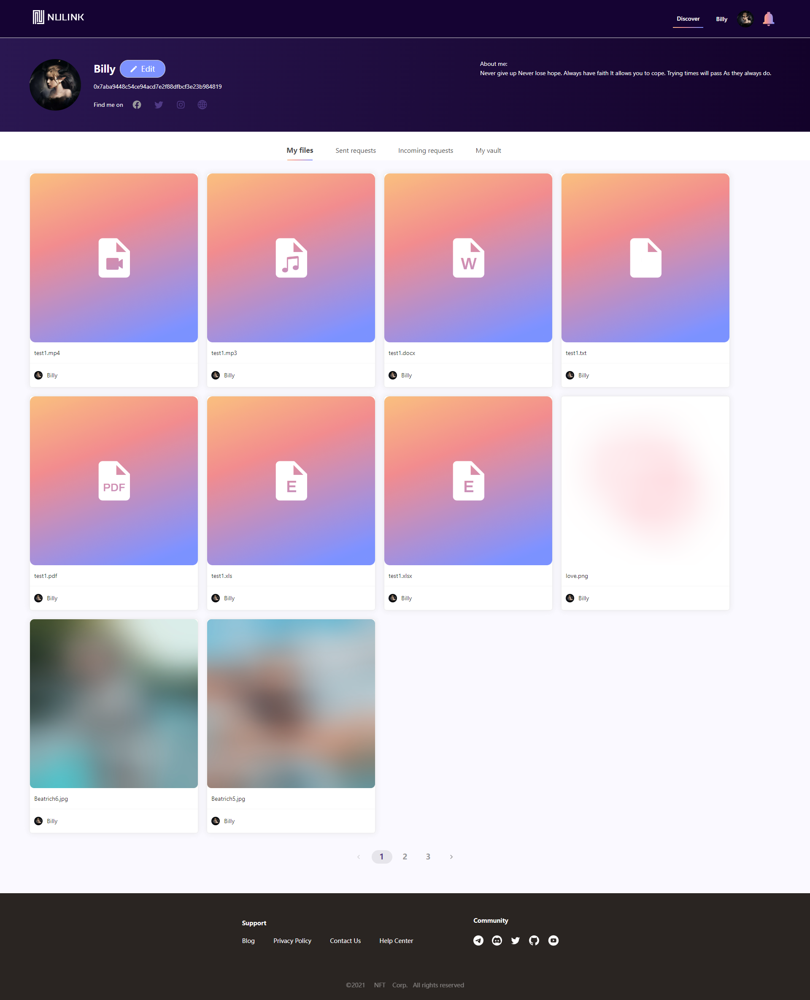 NULINK
Discover
Billy
Billy
Edit
0x7aba9448c54ce94acd7e2f88dfbcf3e23b984819
Find me on
About me:
Never give up Never lose hope. Always have faith It allows you to cope. Trying times will pass As they always do.
My files
Sent requests
Incoming requests
My vault
W
test1.mp4
test1.mp3
test1.docx
test1.txt
Billy
Billy
Billy
Billy
PDF
E
E
test1.pdf
test1.xls
test1.xlsx
love.png
Billy
Billy
Billy
Billy
Beatrich6.jpg
Beatrich5.jpg
Billy
Billy
1
2
3
Support
Blog
Privacy Policy
Contact Us
Help Center
Community
©2021 NFT Corp. All rights reserved